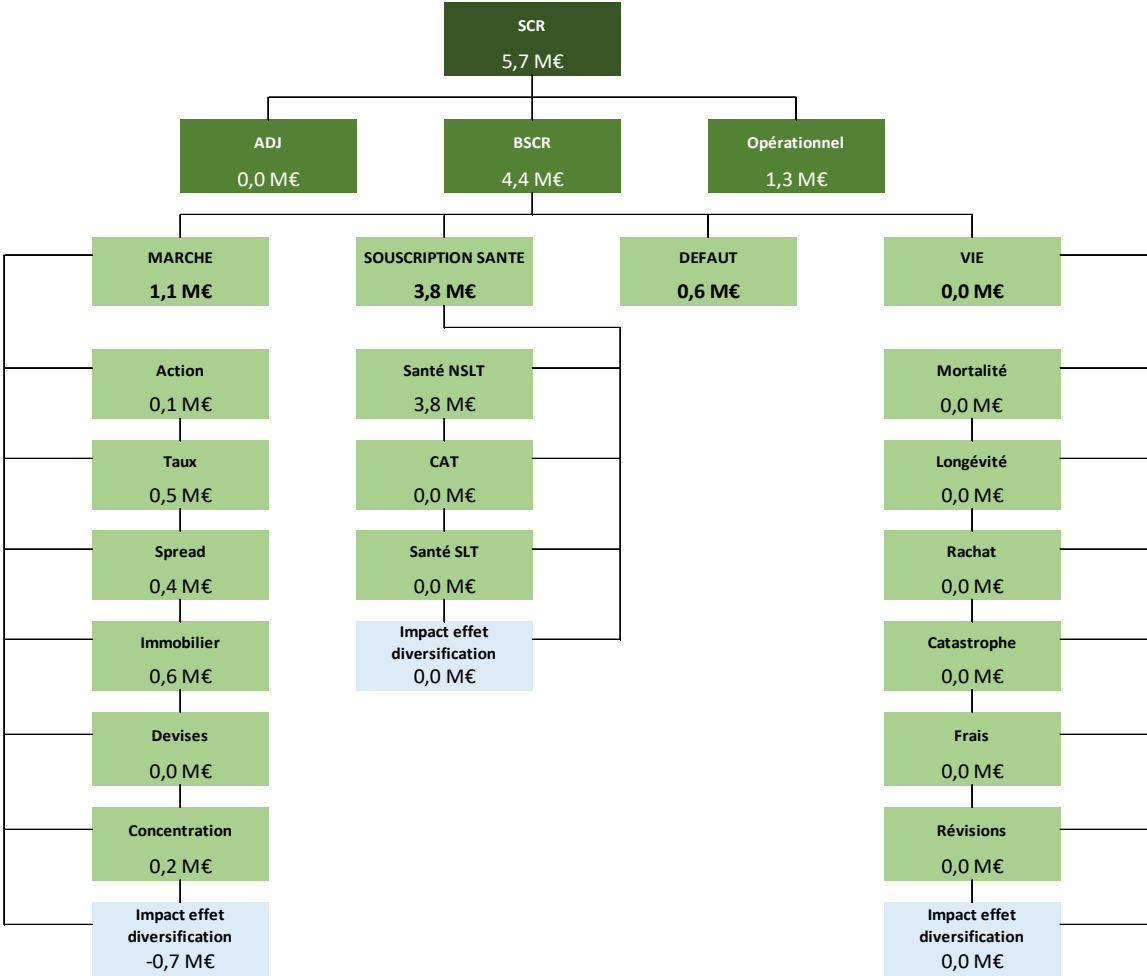 SCR
5,7 M€
ADJ
0,0 M€
BSCR
4,4 M€
Opérationnel
1,3 M€
MARCHE
1,1 M€
SOUSCRIPTION SANTE
3,8 M€
DEFAUT
0,6 M€
VIE
0,0 M€
Action
0,1 M€
Taux
0,5 M€
Spread
0,4 M€
Immobilier
0,6 M€
Devises
0,0 M€
Concentration
0,2 M€
Impact effet
diversification
-0,7 M€
Santé NSLT
3,8 M€
CAT
0,0 M€
Santé SLT
0,0 M€
Impact effet
diversification
0,0 M€
Mortalité
0,0 M€
Longévité
0,0 M€
Rachat
0,0 M€
Catastrophe
0,0 M€
Frais
0,0 M€
Révisions
0,0 M€
Impact effet
diversification
0,0 M€